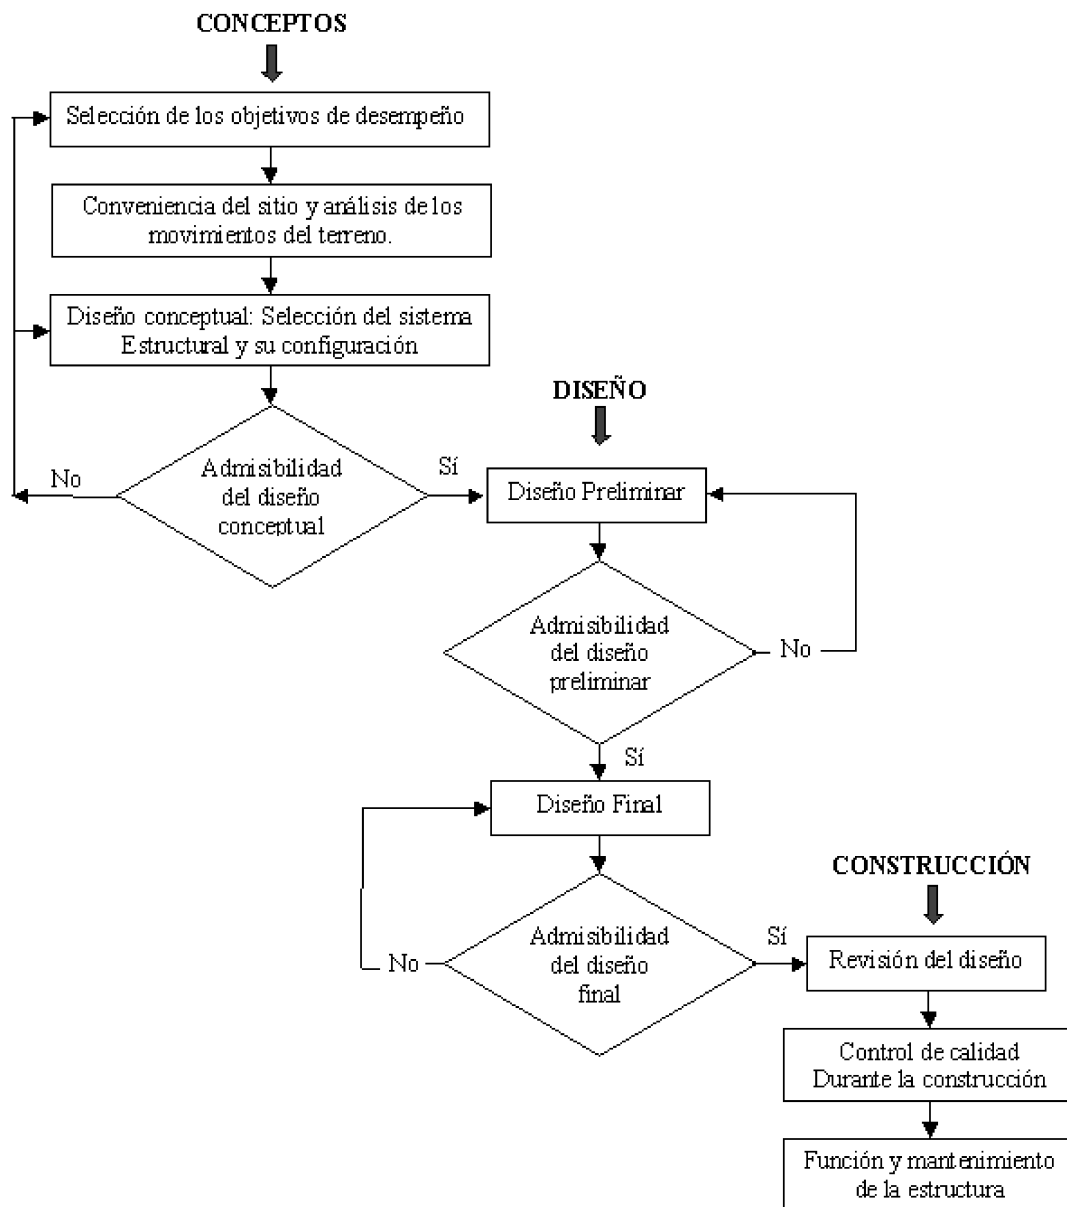 CONCEPTOS
Selección de los objetivos de desempeño
Conveniencia del sitio y análisis de los
movimientos del terreno.
Diseño conceptual: Selección del sistema
Estructural y su configuración
Admisibilidad
del diseño
conceptual
No
Sí
DISEÑO
Diseño Preliminar
Admisibilidad
del diseño
preliminar
No
Sí
Diseño Final
Admisibilidad
del diseño
final
No
Sí
CONSTRUCCIÓN
Revisión del diseño
Control de calidad
Durante la construcción
Función y mantenimiento
de la estructura